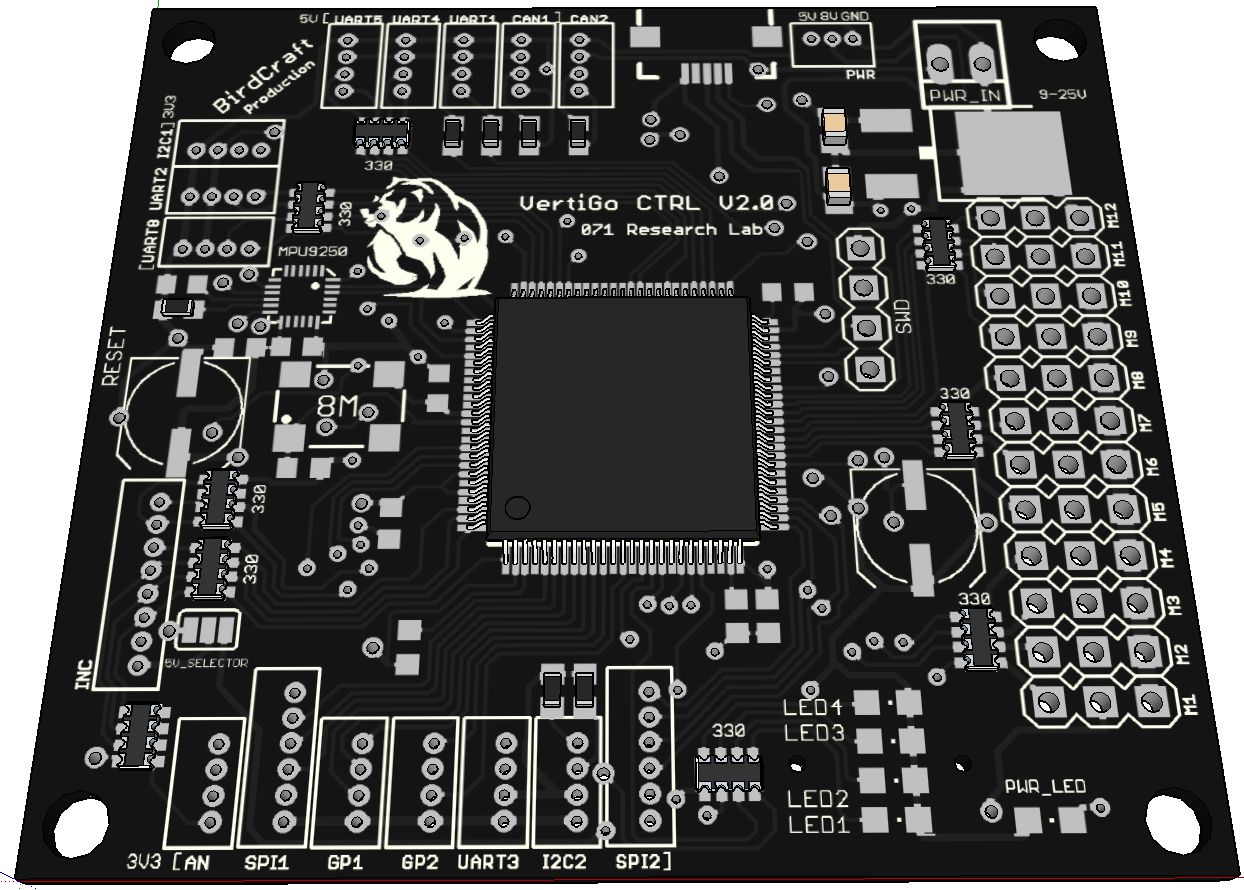 5V [ UART5 UART4 UART1 CAN1 ] CAN2
5V 8V GND
PWR
PWR_IN
9-25V
BirdCraft
Production
I2C1] 3V3
UART2
[UART8
330
330
VertiGo CTRL V2.0
071 Research Lab
MPU9250
330
SWD
M12
M11
M10
M9
M8
M7
M6
M5
M4
M3
M2
M1
RESET
8M
330
330
330
330
5V_SELECTOR
INC
330
LED4
LED3
LED2
LED1
PWR_LED
3V3 [AN SPI1 GP1 GP2 UART3 I2C2 SPI2]